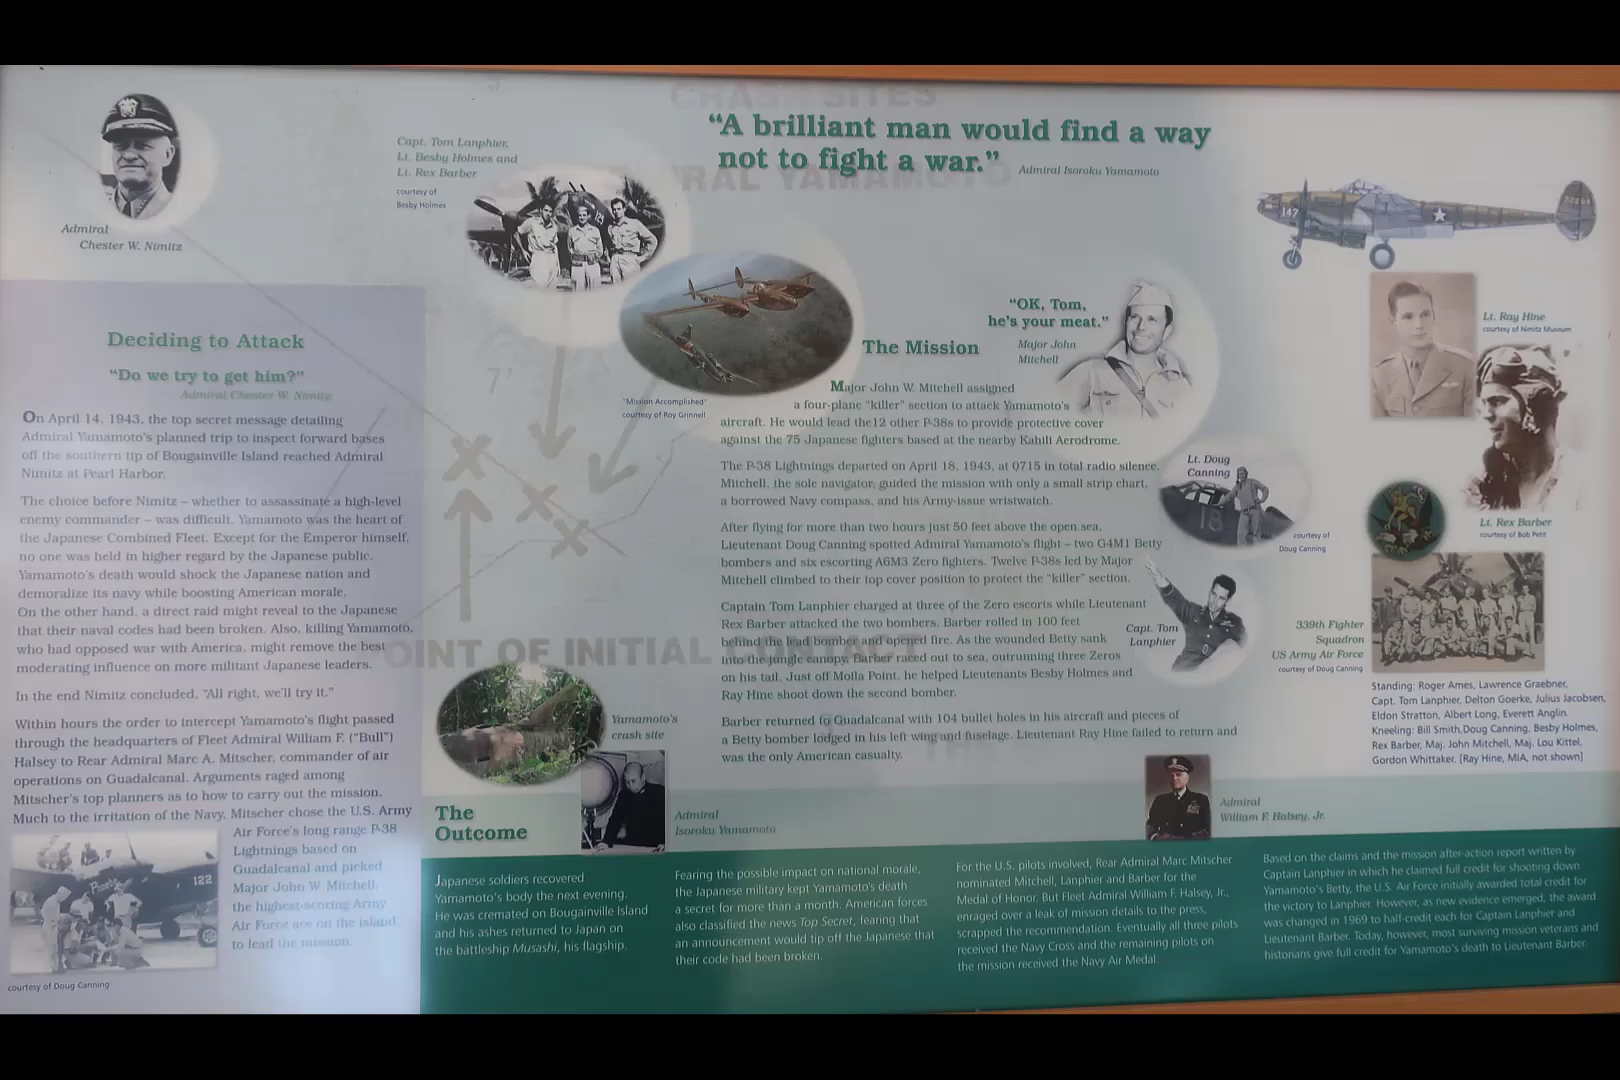 Admiral
Chester W. Nimitz
Capt. Tom Lanphier,
Lt. Besby Holmes and
Lt. Rex Barber
courtesy of
Besby Holmes
CRASH SITES
"A brilliant man would find a way
not to fight a war."
Admiral Isoroku Yamamoto
RAL YAMAMOTO
147
Deciding to Attack
"Do we try to get him?"
Admiral Chester W. Nimitz
On April 14, 1943, the top secret message detailing
Admiral Yamamoto's planned trip to inspect forward bases
off the southern tip of Bougainville Island reached Admiral
Nimitz at Pearl Harbor.
The choice before Nimitz – whether to assassinate a high-level
enemy commander – was difficult. Yamamoto was the heart of
the Japanese Combined Fleet. Except for the Emperor himself,
no one was held in higher regard by the Japanese public.
Yamamoto's death would shock the Japanese nation and
demoralize its navy while boosting American morale.
On the other hand, a direct raid might reveal to the Japanese
that their naval codes had been broken. Also, killing Yamamoto,
who had opposed war with America, might remove the best
moderating influence on more militant Japanese leaders.
In the end Nimitz concluded, "All right, we'll try it."
Within hours the order to intercept Yamamoto's flight passed
through the headquarters of Fleet Admiral William F. ("Bull")
Halsey to Rear Admiral Marc A. Mitscher, commander of air
operations on Guadalcanal. Arguments raged among
Mitscher's top planners as to how to carry out the mission.
Much to the irritation of the Navy, Mitscher chose the U.S. Army
Air Force's long range P-38
Lightnings based on
Guadalcanal and picked
Major John W. Mitchell,
the highest-scoring Army
Air Force ace on the island,
to lead the mission.
122
courtesy of Doug Canning
"Mission Accomplished"
courtesy of Roy Grinnell
The Mission
"OK, Tom,
he's your meat."
Major John
Mitchell
Major John W. Mitchell assigned
a four-plane "killer" section to attack Yamamoto's
aircraft. He would lead the12 other P-38s to provide protective cover
against the 75 Japanese fighters based at the nearby Kahili Aerodrome.
The P-38 Lightnings departed on April 18, 1943, at 0715 in total radio silence.
Mitchell, the sole navigator, guided the mission with only a small strip chart,
a borrowed Navy compass, and his Army-issue wristwatch.
After flying for more than two hours just 50 feet above the open sea,
Lieutenant Doug Canning spotted Admiral Yamamoto's flight – two G4M1 Betty
bombers and six escorting A6M3 Zero fighters. Twelve P-38s led by Major
Mitchell climbed to their top cover position to protect the "killer" section.
Captain Tom Lanphier charged at three of the Zero escorts while Lieutenant
Rex Barber attacked the two bombers. Barber rolled in 100 feet
behind the lead bomber and opened fire. As the wounded Betty sank
into the jungle canopy, Barber raced out to sea, outrunning three Zeros
on his tail. Just off Moila Point, he helped Lieutenants Besby Holmes and
Ray Hine shoot down the second bomber.
Barber returned to Guadalcanal with 104 bullet holes in his aircraft and pieces of
a Betty bomber lodged in his left wing and fuselage. Lieutenant Ray Hine failed to return and
was the only American casualty.
OINT OF INITIAL CONTACT
Lt. Doug
Canning
18
courtesy of
Doug Canning
Capt. Tom
Lanphier
Lt. Ray Hine
courtesy of Nimitz Museum
Lt. Rex Barber
courtesy of Bob Petit
339th Fighter
Squadron
US Army Air Force
courtesy of Doug Canning
Standing: Roger Ames, Lawrence Graebner,
Capt. Tom Lanphier, Delton Goerke, Julius Jacobsen,
Eldon Stratton, Albert Long, Everett Anglin.
Kneeling: Bill Smith,Doug Canning, Besby Holmes,
Rex Barber, Maj. John Mitchell, Maj. Lou Kittel,
Gordon Whittaker. [Ray Hine, MIA, not shown]
Yamamoto's
crash site
The
Outcome
Admiral
Isoroku Yamamoto
Admiral
William F. Halsey, Jr.
Japanese soldiers recovered
Yamamoto's body the next evening.
He was cremated on Bougainville Island
and his ashes returned to Japan on
the battleship Musashi, his flagship.
Fearing the possible impact on national morale,
the Japanese military kept Yamamoto's death
a secret for more than a month. American forces
also classified the news Top Secret, fearing that
an announcement would tip off the Japanese that
their code had been broken.
For the U.S. pilots involved, Rear Admiral Marc Mitscher
nominated Mitchell, Lanphier and Barber for the
Medal of Honor. But Fleet Admiral William F. Halsey, Jr.,
enraged over a leak of mission details to the press,
scrapped the recommendation. Eventually all three pilots
received the Navy Cross and the remaining pilots on
the mission received the Navy Air Medal.
Based on the claims and the mission after-action report written by
Captain Lanphier in which he claimed full credit for shooting down
Yamamoto's Betty, the U.S. Air Force initially awarded total credit for
the victory to Lanphier. However, as new evidence emerged, the award
was changed in 1969 to half-credit each for Captain Lanphier and
Lieutenant Barber. Today, however, most surviving mission veterans and
historians give full credit for Yamamoto's death to Lieutenant Barber.